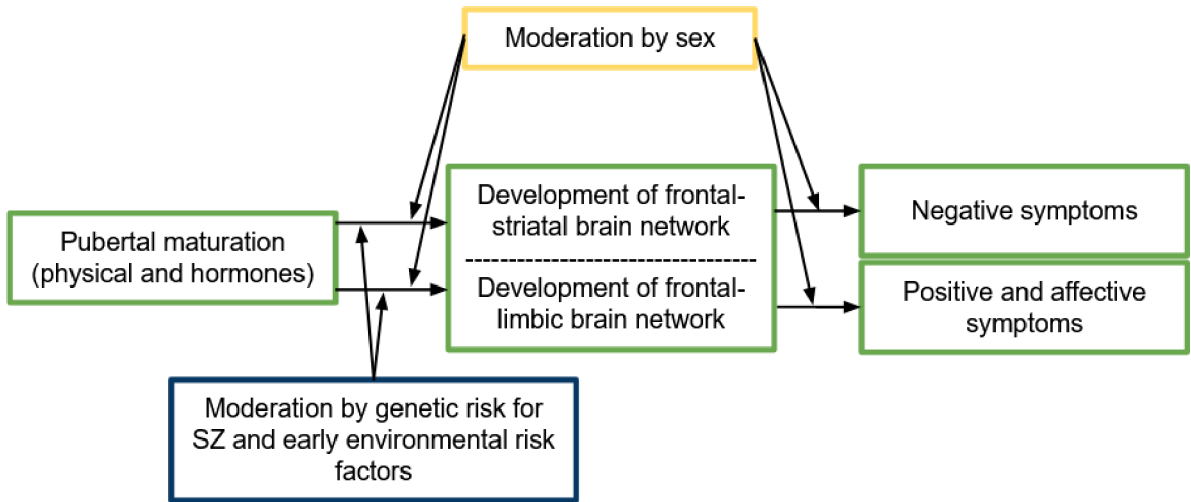 Moderation by sex
Development of frontal-
striatal brain network
Negative symptoms
Pubertal maturation
(physical and hormones)
Development of frontal-
limbic brain network
Positive and affective
symptoms
Moderation by genetic risk for
SZ and early environmental risk
factors